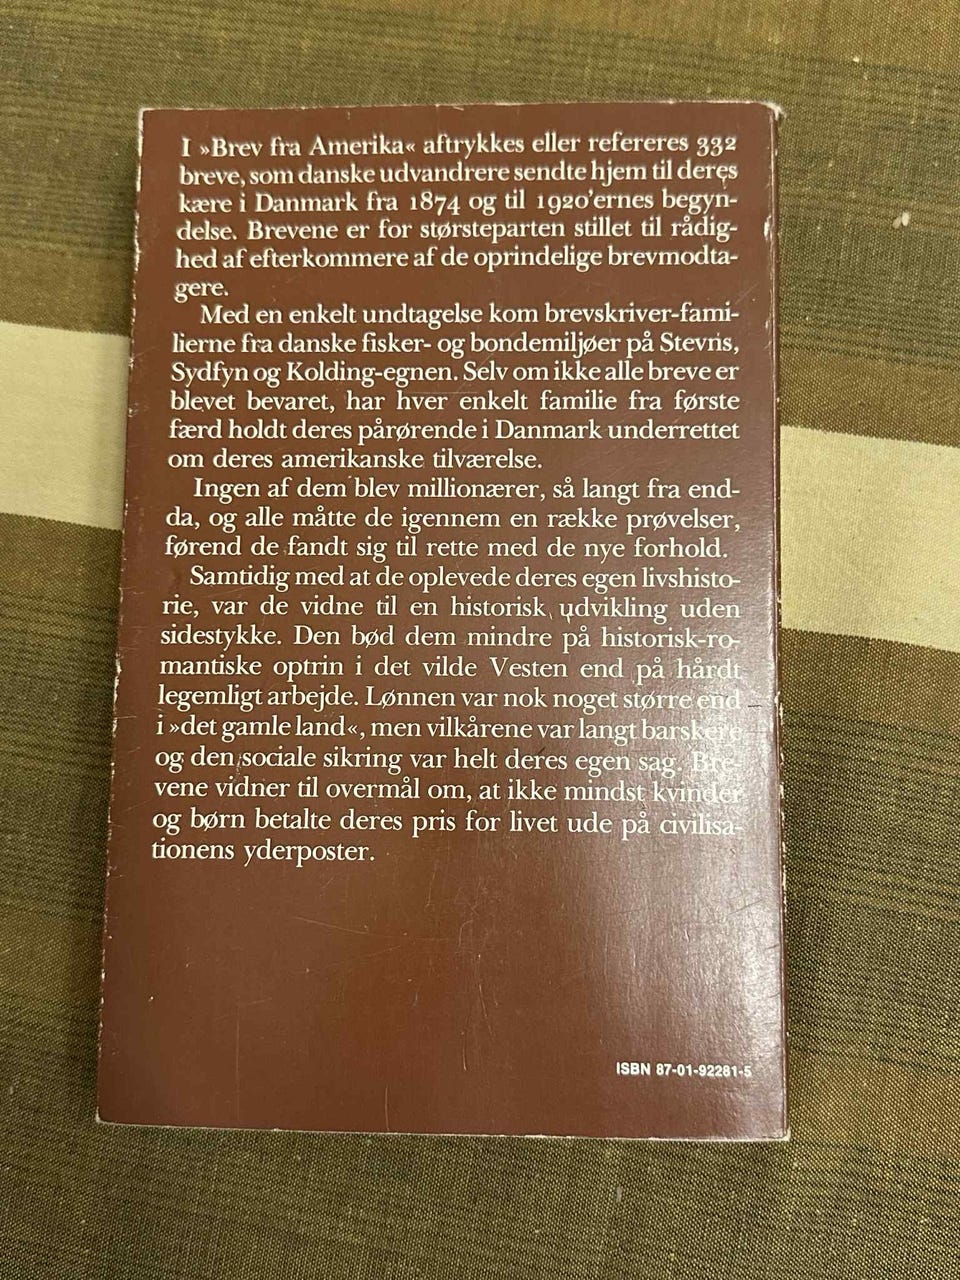 I »Brev fra Amerika« aftrykkes eller refereres 332
breve, som danske udvandrere sendte hjem til deres
kære i Danmark fra 1874 og til 1920'ernes begyn-
delse. Brevene er for størsteparten stillet til rådig-
hed af efterkommere af de oprindelige brevmodta-
gere.
Med en enkelt undtagelse kom brevskriver-fami-
lierne fra danske fisker- og bondemiljøer på Stevns,
Sydfyn og Kolding-egnen. Selv om ikke alle breve er
blevet bevaret, har hver enkelt familie fra første
færd holdt deres pårørende i Danmark underrettet
om deres amerikanske tilværelse.
Ingen af dem blev millionærer, så langt fra end-
da, og alle måtte de igennem en række prøvelser,
førend de fandt sig til rette med de nye forhold.
Samtidig med at de oplevede deres egen livshisto-
rie, var de vidne til en historisk udvikling uden
sidestykke. Den bød dem mindre på historisk-ro-
mantiske optrin i det vilde Vesten end på hårdt
legemligt arbejde. Lønnen var nok noget større end
i »det gamle land«, men vilkårene var langt barskere
og den sociale sikring var helt deres egen sag. Bre-
vene vidner til overmål om, at ikke mindst kvinder
og børn betalte deres pris for livet ude på civilisa-
tionens yderposter.
ISBN 87-01-92281-5